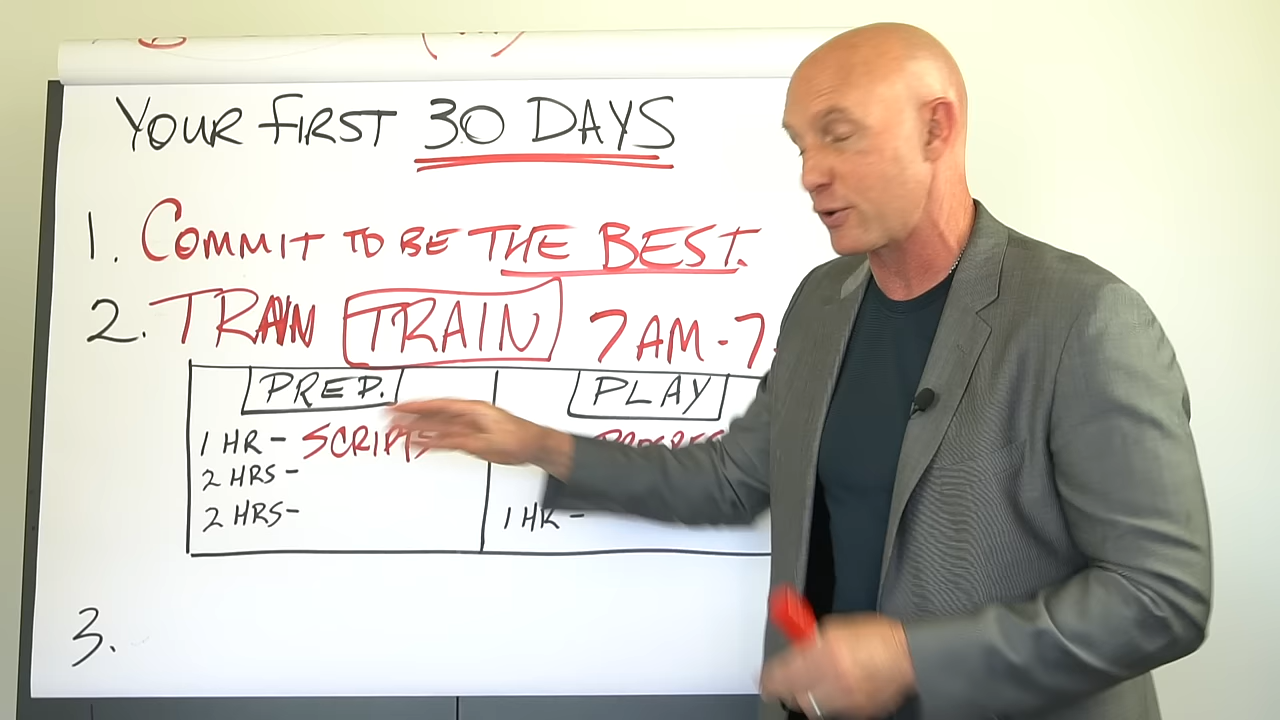 YOUR FIRST 30 DAYS
1. COMMIT TO BE THE BEST.
2. TRAIN TRAIN 7AM-7
PREP. PLAY
1 HR - SCRIPTS
2 HRS -
2 HRS- 1 HR -
3.